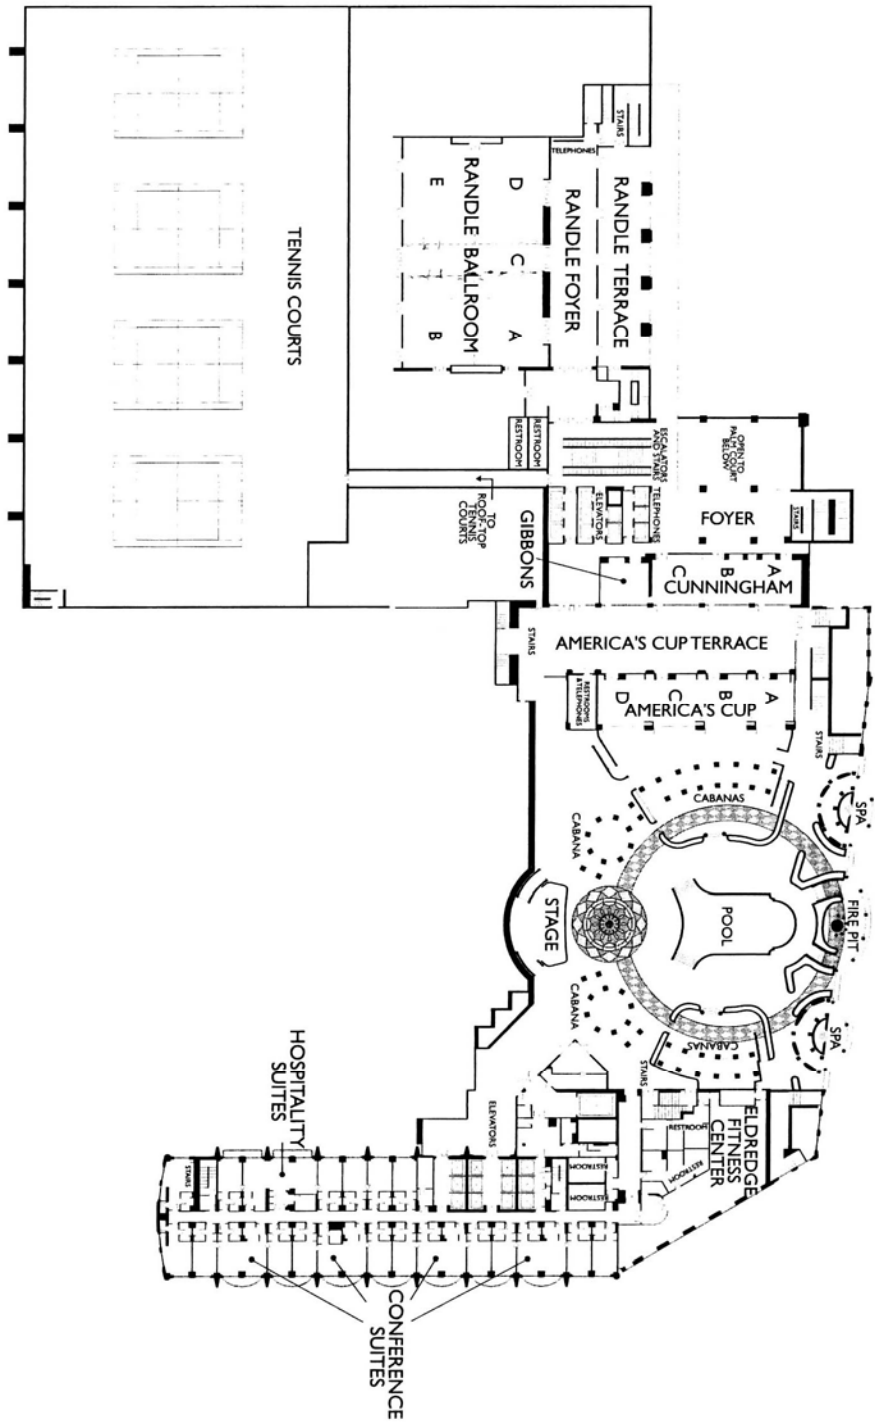 STAIRS
TELEPHONES
RANDLE TERRACE
RANDLE FOYER
RANDLE BALLROOM
D
E
C
A
B
TENNIS COURTS
RESTROOM
RESTROOM
ESCALATORS
AND STAIRS
TELEPHONES
ELEVATORS
OPEN TO
PALM COURT
BELOW
FOYER
STAIRS
TO
ROOF-TOP
TENNIS
COURTS
GIBBONS
A
B
C
CUNNINGHAM
AMERICA'S CUP TERRACE
STAIRS
RESTROOMS
& TELEPHONES
A
B
C
D
AMERICA'S CUP
STAIRS
CABANAS
SPA
CABANA
STAGE
POOL
FIRE PIT
CABANA
CABANAS
SPA
STAIRS
ELDREDGE
FITNESS
CENTER
RESTROOM
RESTROOM
ELEVATORS
RESTROOM
RESTROOM
HOSPITALITY
SUITES
STAIRS
CONFERENCE
SUITES